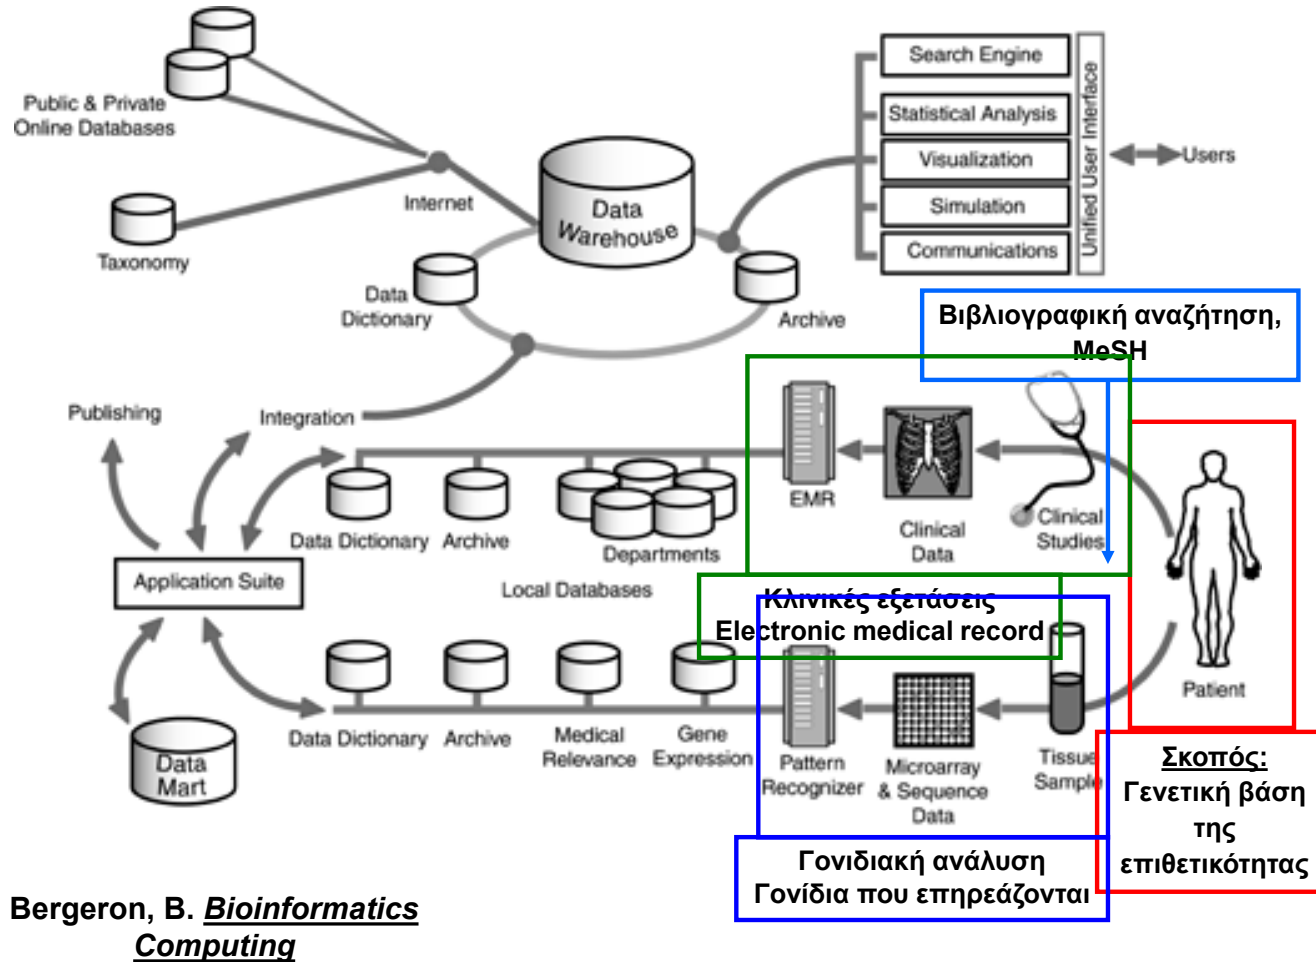 Public & Private
Online Databases
Taxonomy
Internet
Data
Warehouse
Data
Dictionary
Archive
Search Engine
Statistical Analysis
Visualization
Simulation
Communications
Unified User Interface
Users
Βιβλιογραφική αναζήτηση,
MeSH
Publishing
Integration
EMR
Clinical
Data
Clinical
Studies
Data Dictionary
Archive
Departments
Local Databases
Application Suite
Κλινικές εξετάσεις
Electronic medical record
Patient
Data
Mart
Data Dictionary
Archive
Medical
Relevance
Gene
Expression
Pattern
Recognizer
Microarray
& Sequence
Data
Tissue
Sample
Σκοπός:
Γενετική βάση
της
επιθετικότητας
Γονιδιακή ανάλυση
Γονίδια που επηρεάζονται
Bergeron, B. Bioinformatics
Computing